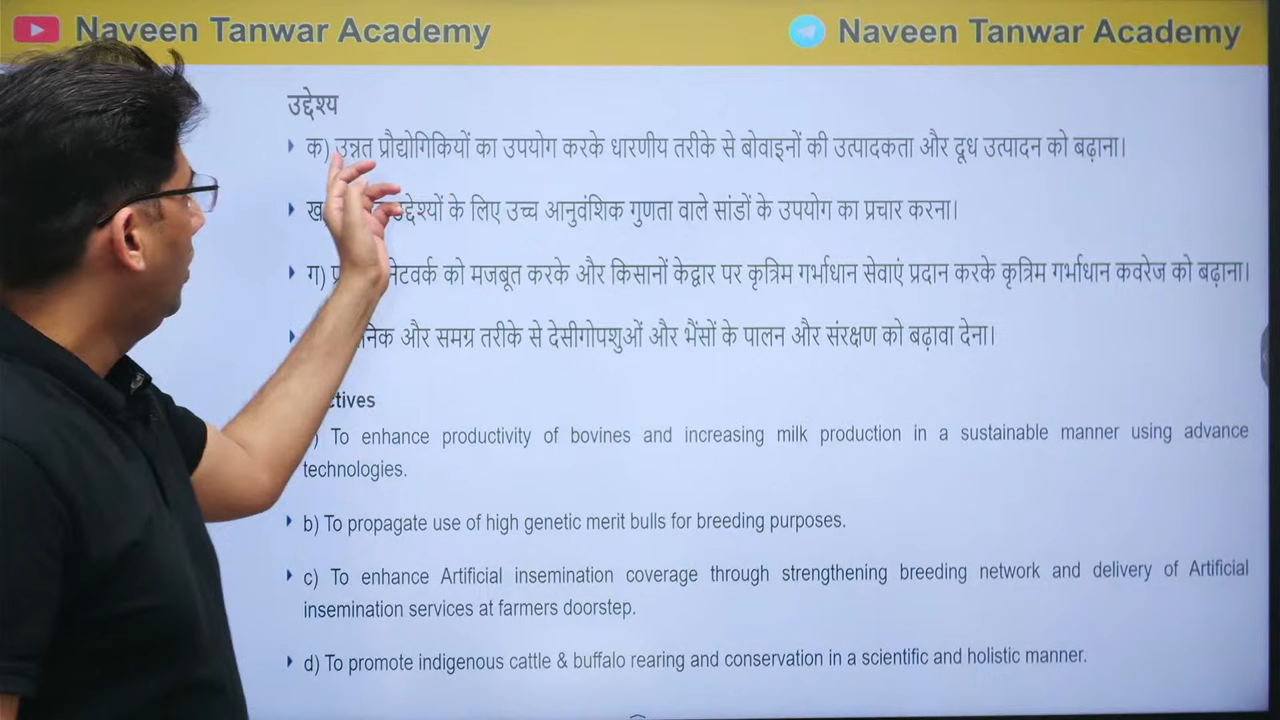 Naveen Tanwar Academy
Naveen Tanwar Academy
उद्देश्य
क) उन्नत प्रौद्योगिकियों का उपयोग करके धारणीय तरीके से बोवाइनों की उत्पादकता और दूध उत्पादन को बढ़ाना।
उद्देश्यों के लिए उच्च आनुवंशिक गुणता वाले सांडों के उपयोग का प्रचार करना।
ग) नेटवर्क को मजबूत करके और किसानों केद्वार पर कृत्रिम गर्भाधान सेवाएं प्रदान करके कृत्रिम गर्भाधान कवरेज को बढ़ाना।
और समग्र तरीके से देसीगोपशुओं और भैंसों के पालन और संरक्षण को बढ़ावा देना।
To enhance productivity of bovines and increasing milk production in a sustainable manner using advance
technologies.
b) To propagate use of high genetic merit bulls for breeding purposes.
c) To enhance Artificial insemination coverage through strengthening breeding network and delivery of Artificial
insemination services at farmers doorstep.
d) To promote indigenous cattle & buffalo rearing and conservation in a scientific and holistic manner.